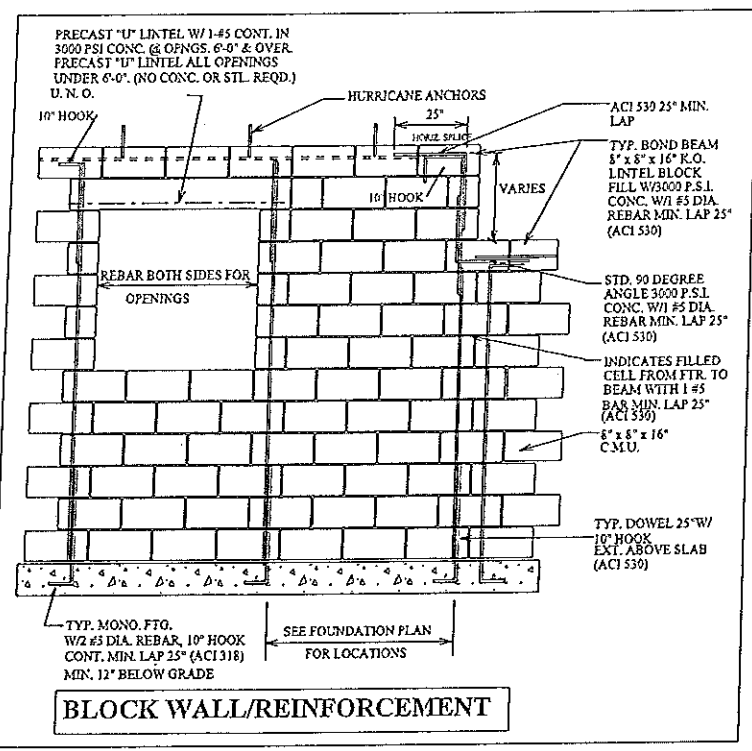 PRECAST "U" LINTEL W/ 1-#5 CONT. IN
3000 PSI CONC. @ OPNGS. 6'-0" & OVER.
PRECAST "U" LINTEL ALL OPENINGS
UNDER 6'-0". (NO CONC. OR STL. REQD.)
U. N. O.
10" HOOK
HURRICANE ANCHORS
25"
HORIZ. SPLICE
10" HOOK
VARIES
ACI 530 25" MIN.
LAP
TYP. BOND BEAM
8" x 8" x 16" K.O.
LINTEL BLOCK
FILL W/3000 P.S.I.
CONC. W/1 #5 DIA.
REBAR MIN. LAP 25"
(ACI 530)
REBAR BOTH SIDES FOR
OPENINGS
STD. 90 DEGREE
ANGLE 3000 P.S.I.
CONC. W/1 #5 DIA.
REBAR MIN. LAP 25"
(ACI 530)
INDICATES FILLED
CELL FROM FTR. TO
BEAM WITH 1 #5
BAR MIN. LAP 25"
(ACI 530)
8" x 8" x 16"
C.M.U.
TYP. DOWEL 25" W/
10" HOOK
EXT. ABOVE SLAB
(ACI 530)
TYP. MONO. FTG.
W/2 #5 DIA. REBAR, 10" HOOK
CONT. MIN. LAP 25" (ACI 318)
MIN. 12" BELOW GRADE
SEE FOUNDATION PLAN
FOR LOCATIONS
BLOCK WALL/REINFORCEMENT